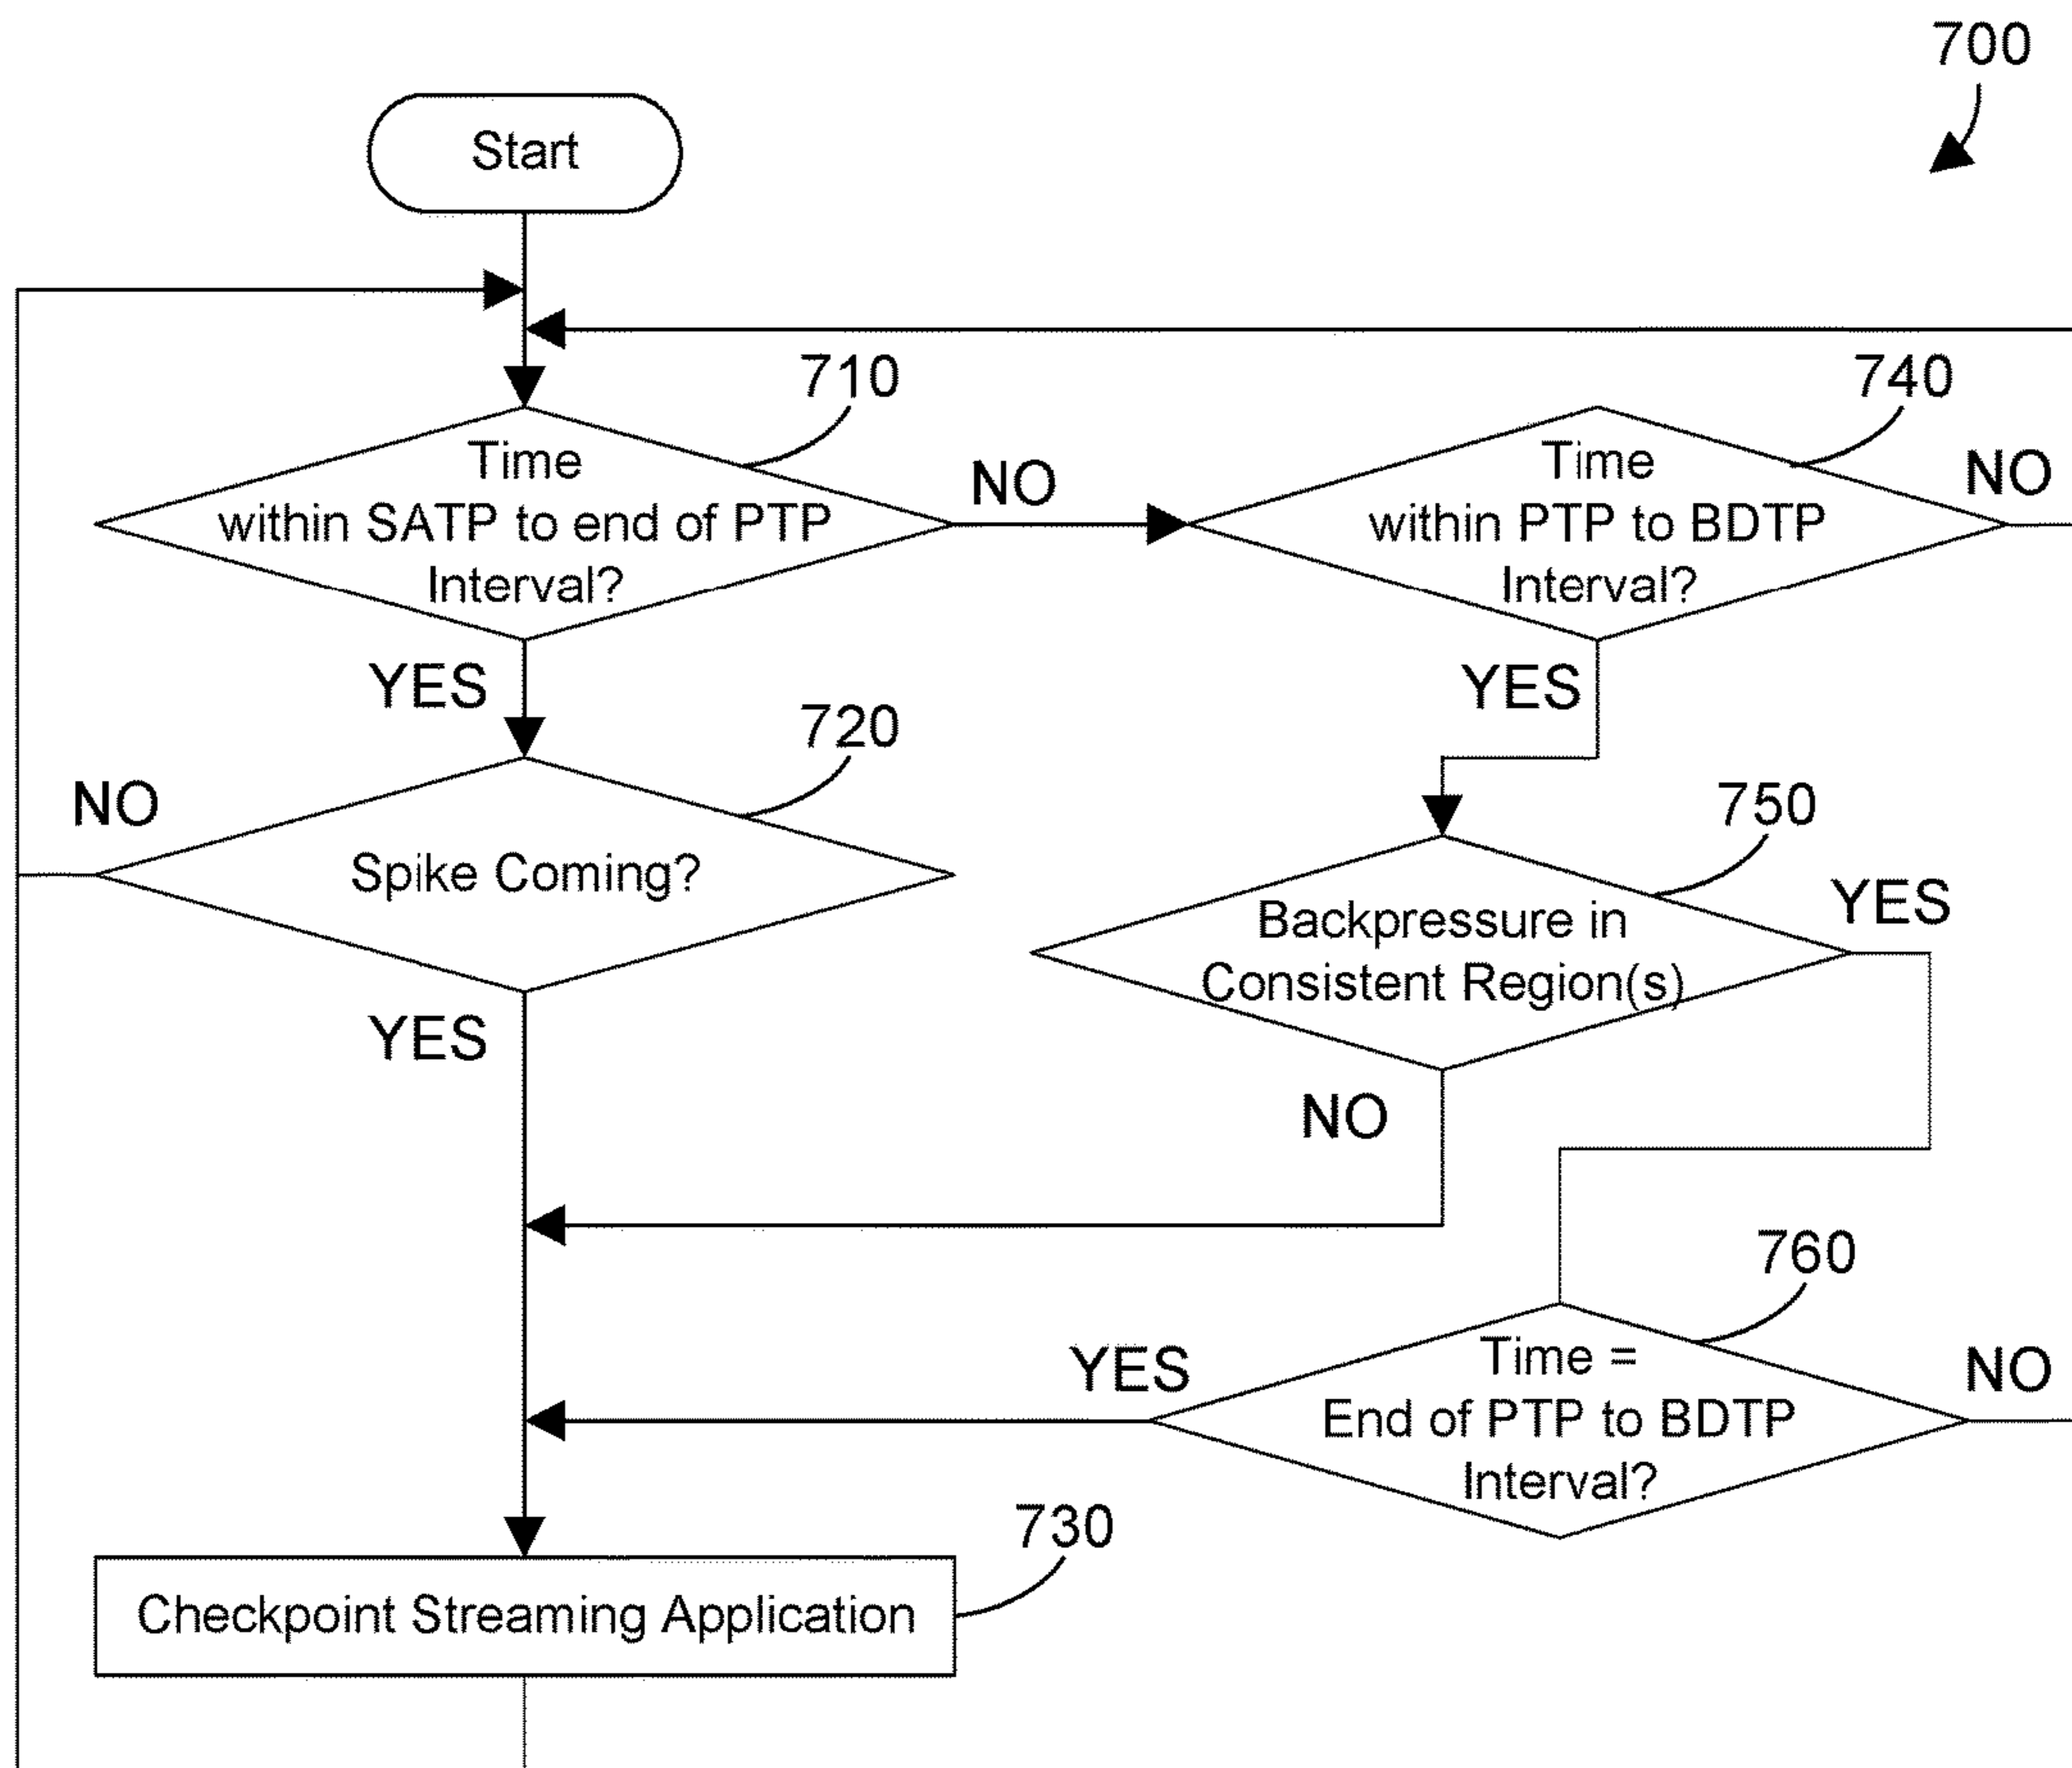 700
Start
710
Time
within SATP to end of PTP
Interval?
NO
740
Time
within PTP to BDTP
Interval?
NO
YES
YES
720
Spike Coming?
NO
YES
750
Backpressure in
Consistent Region(s)
YES
NO
760
Time =
End of PTP to BDTP
Interval?
YES
NO
730
Checkpoint Streaming Application